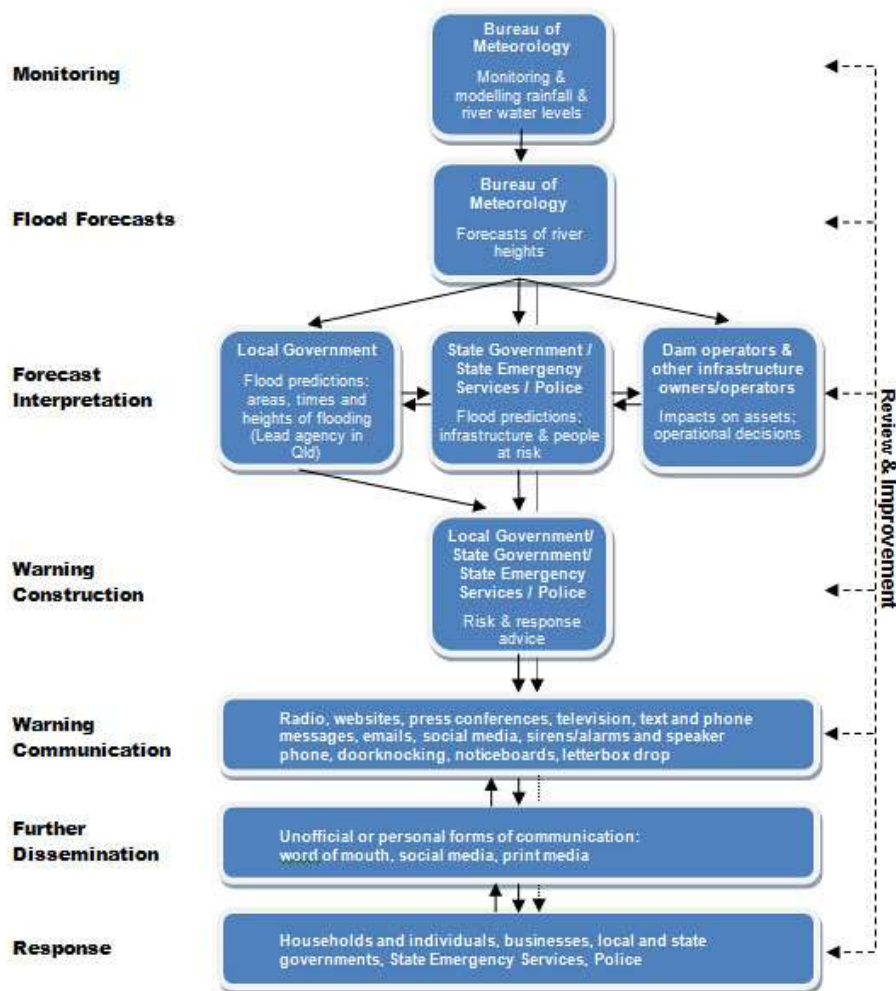 Monitoring
Bureau of
Meteorology
Monitoring &
modelling rainfall &
river water levels
Flood Forecasts
Bureau of
Meteorology
Forecasts of river
heights
Forecast
Interpretation
Local Government
Flood predictions:
areas, times and
heights of flooding
(Lead agency in
Qld)
State Government /
State Emergency
Services / Police
Flood predictions;
infrastructure & people
at risk
Dam operators &
other infrastructure
owners/operators
Impacts on assets;
operational decisions
Warning
Construction
Local Government/
State Government/
State Emergency
Services / Police
Risk & response
advice
Warning
Communication
Radio, websites, press conferences, television, text and phone
messages, emails, social media, sirens/alarms and speaker
phone, doorknocking, noticeboards, letterbox drop
Further
Dissemination
Unofficial or personal forms of communication:
word of mouth, social media, print media
Response
Households and individuals, businesses, local and state
governments, State Emergency Services, Police
Review & Improvement